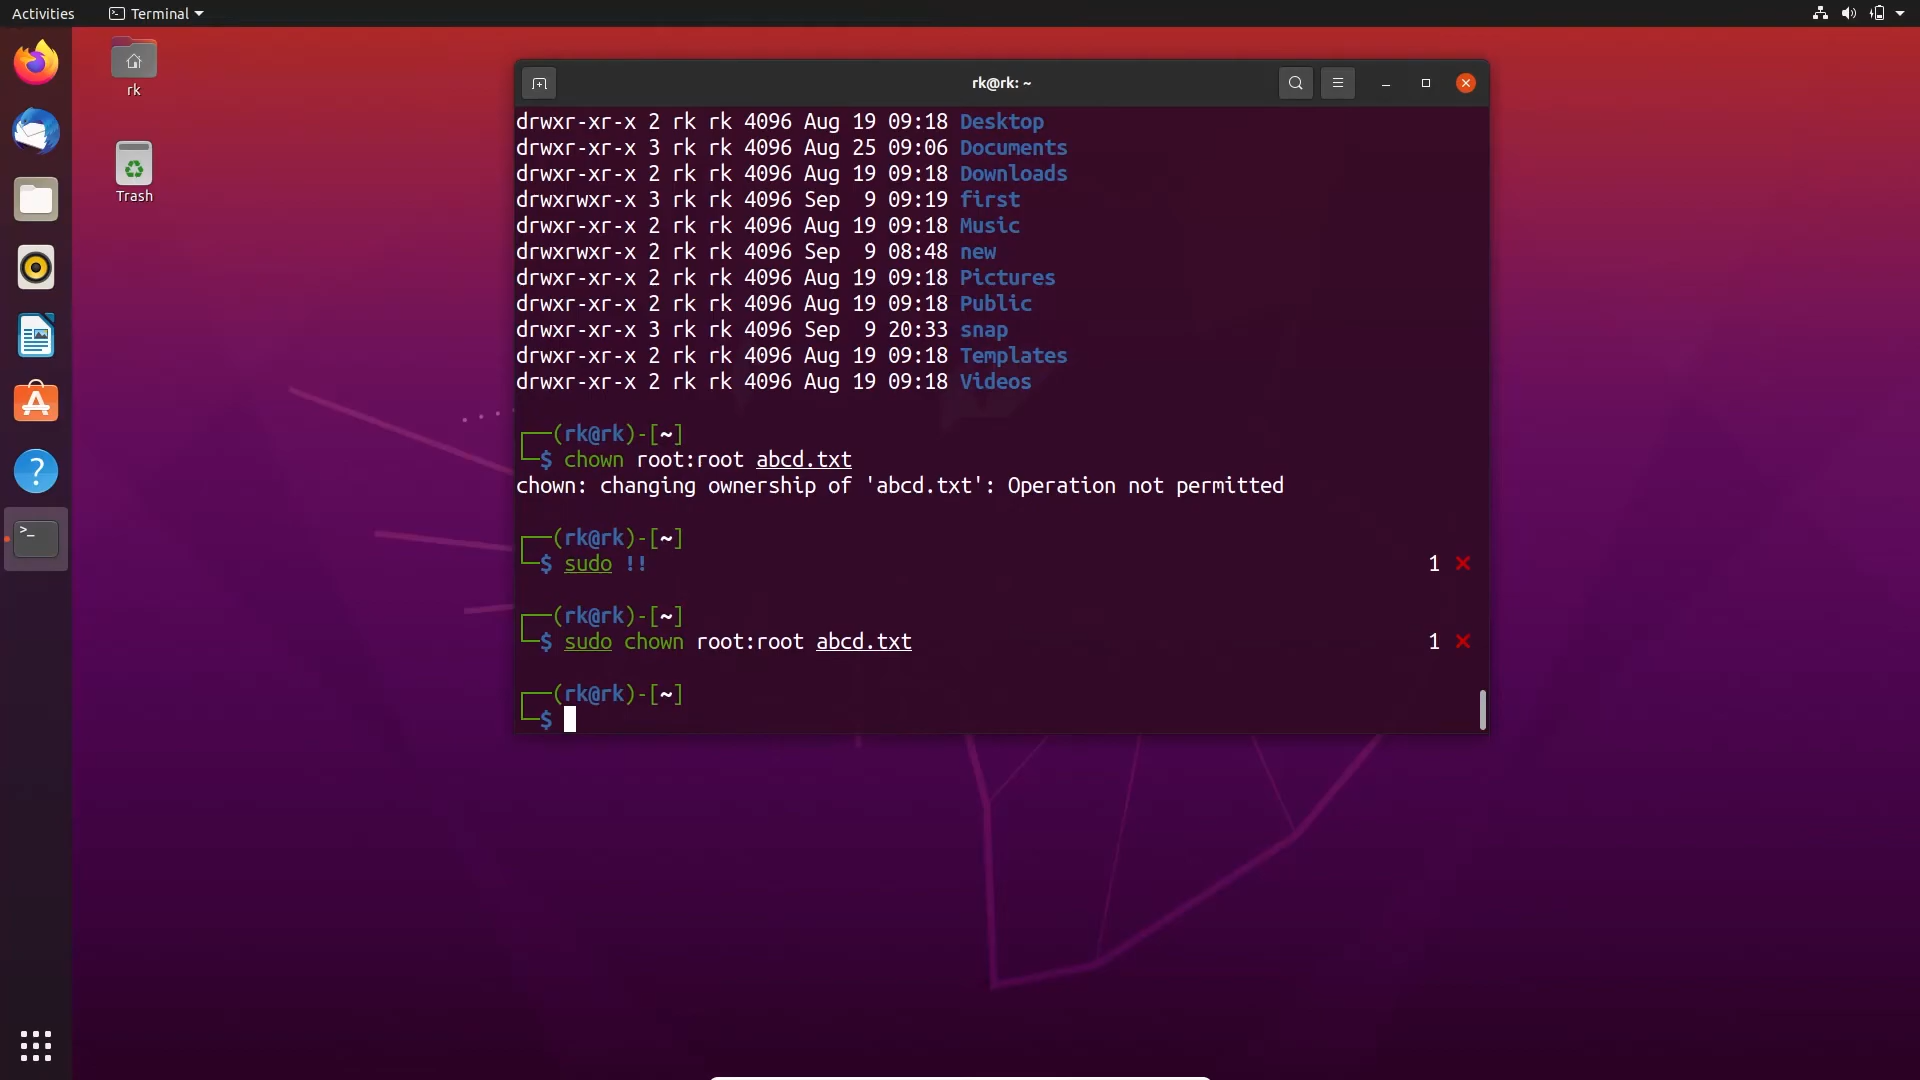 Activities
Terminal
rk
Trash
rk@rk: ~
drwxr-xr-x 2 rk rk 4096 Aug 19 09:18 Desktop
drwxr-xr-x 3 rk rk 4096 Aug 25 09:06 Documents
drwxr-xr-x 2 rk rk 4096 Aug 19 09:18 Downloads
drwxrwxr-x 3 rk rk 4096 Sep  9 09:19 first
drwxr-xr-x 2 rk rk 4096 Aug 19 09:18 Music
drwxrwxr-x 2 rk rk 4096 Sep  9 08:48 new
drwxr-xr-x 2 rk rk 4096 Aug 19 09:18 Pictures
drwxr-xr-x 2 rk rk 4096 Aug 19 09:18 Public
drwxr-xr-x 3 rk rk 4096 Sep  9 20:33 snap
drwxr-xr-x 2 rk rk 4096 Aug 19 09:18 Templates
drwxr-xr-x 2 rk rk 4096 Aug 19 09:18 Videos
┌──(rk@rk)-[~]
└─$ chown root:root abcd.txt
chown: changing ownership of 'abcd.txt': Operation not permitted
┌──(rk@rk)-[~]
└─$ sudo !! 1 ✕
┌──(rk@rk)-[~]
└─$ sudo chown root:root abcd.txt 1 ✕
┌──(rk@rk)-[~]
└─$